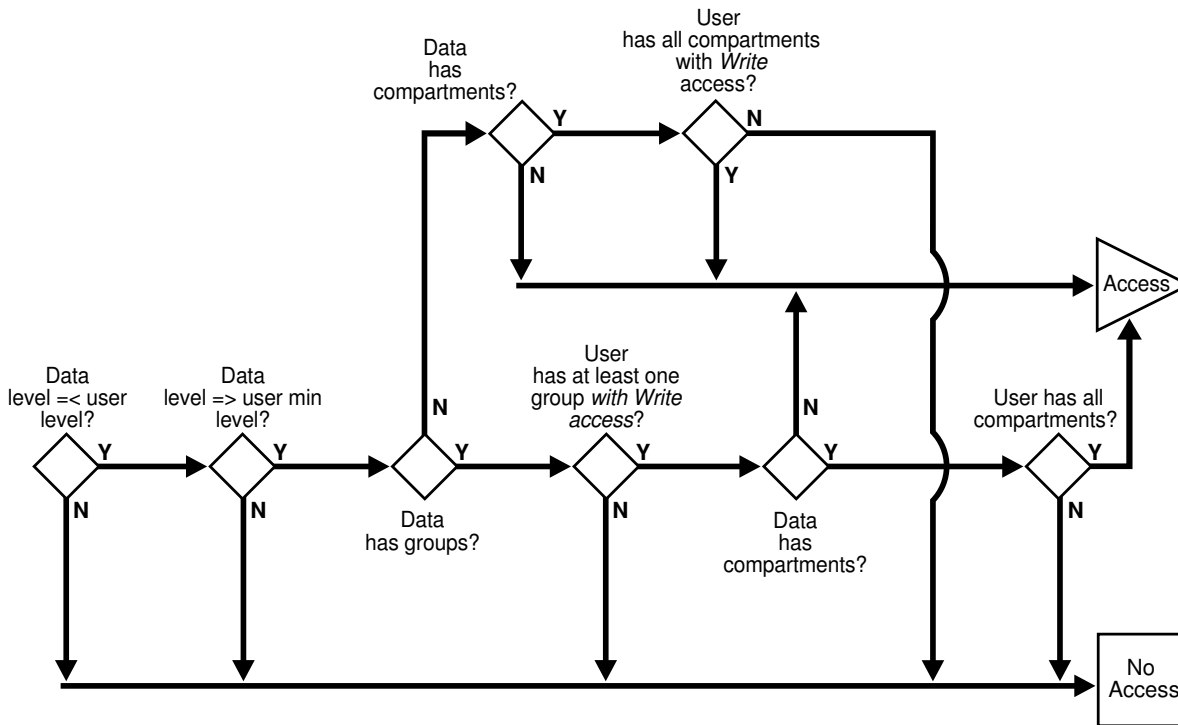 User
has all compartments
with Write
access?
Data
has
compartments?
Y
N
N
Y
Access
Data
level =< user
level?
Data
level => user min
level?
User
has at least one
group with Write
access?
User has all
compartments?
N
N
Y
Y
Y
Y
Y
Y
N
N
N
N
Data
has groups?
Data
has
compartments?
No
Access